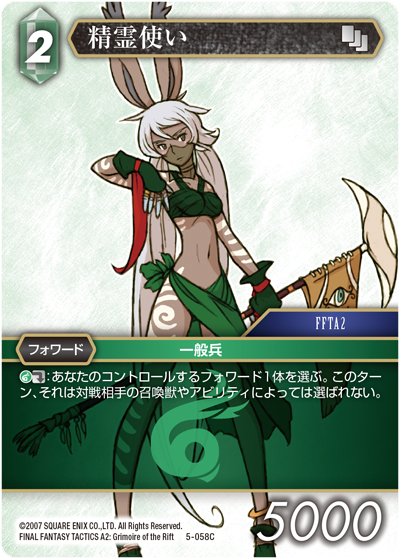 2
精霊使い
FFTA2
フォワード
一般兵
:あなたのコントロールするフォワード1体を選ぶ。このター
ン、それは対戦相手の召喚獣やアビリティによっては選ばれない。
©2007 SQUARE ENIX CO.,LTD. All Rights Reserved.
FINAL FANTASY TACTICS A2: Grimoire of the Rift 5-058C
5000